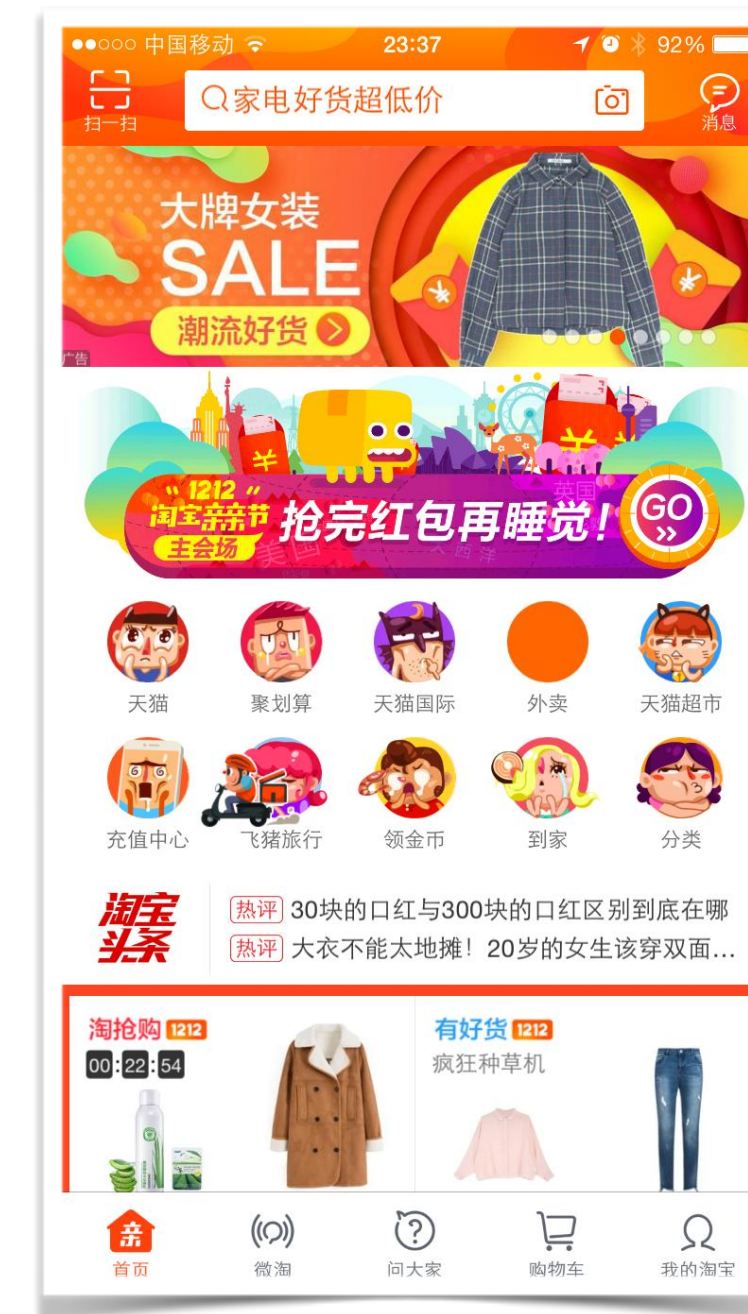 中国移动 23:37 92%
家电好货超低价
扫一扫 消息
大牌女装
SALE
潮流好货
广告
1212
淘宝亲亲节
主会场
抢完红包再睡觉!
GO
英国
美国
大西洋
天猫 聚划算 天猫国际 外卖 天猫超市
充值中心 飞猪旅行 领金币 到家 分类
淘宝
头条
热评 30块的口红与300块的口红区别到底在哪
热评 大衣不能太地摊!20岁的女生该穿双面...
淘抢购 1212 有好货 1212
00:22:54 疯狂种草机
亲
首页 微淘 问大家 购物车 我的淘宝